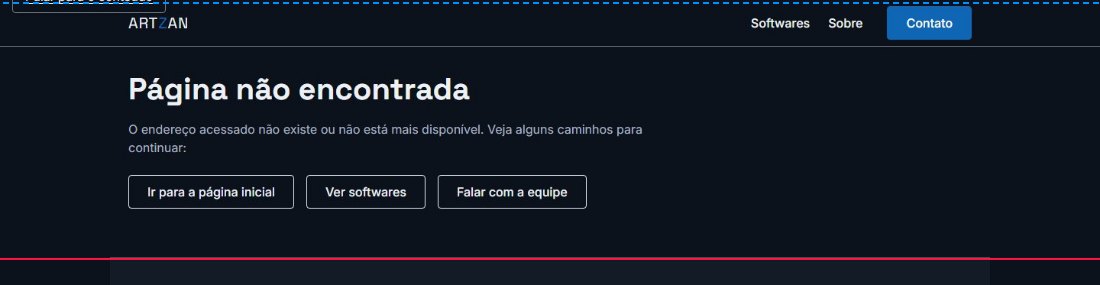 ARTZAN
Softwares
Sobre
Contato
Página não encontrada
O endereço acessado não existe ou não está mais disponível. Veja alguns caminhos para
continuar:
Ir para a página inicial
Ver softwares
Falar com a equipe